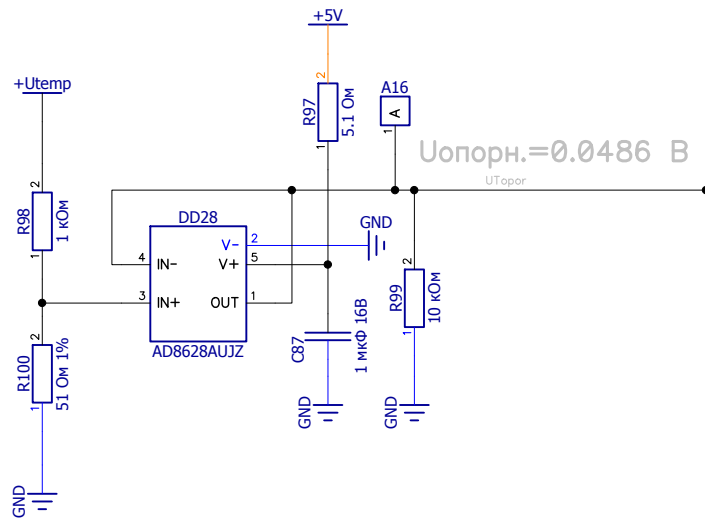 +5V
+Utemp
2
R97
5.1 Ом
1
A16
A
1
Uопорн.=0.0486 В
UTopor
2
R98
1 кОм
1
DD28
GND
V-
2
4
IN-
V+
5
3
IN+
OUT
1
AD8628AUJZ
2
R99
10 кОм
1
C87
1 мкФ 16В
2
R100
51 Ом 1%
1
GND
GND
GND